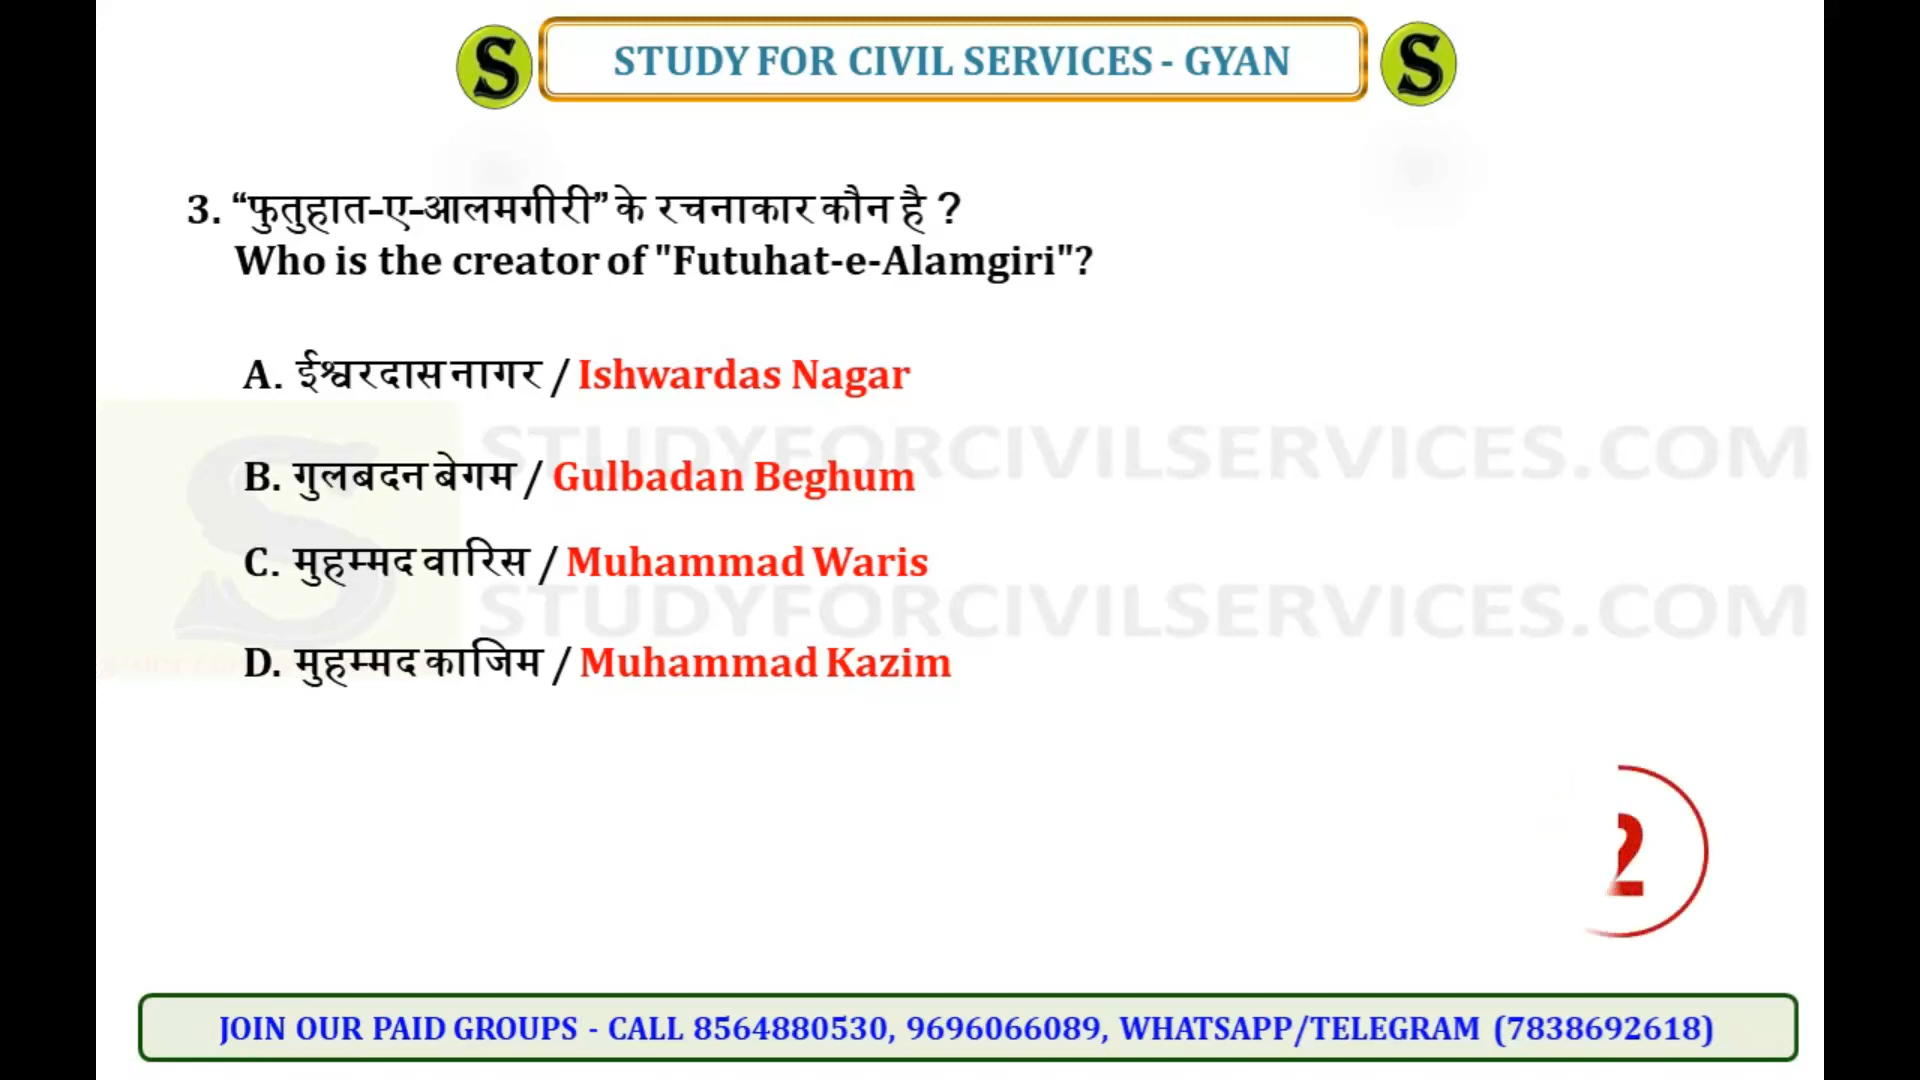 S STUDY FOR CIVIL SERVICES - GYAN S
3. “फुतुहात-ए-आलमगीरी” के रचनाकार कौन है ?
Who is the creator of "Futuhat-e-Alamgiri"?
A. ईश्वरदास नागर / Ishwardas Nagar
STUDYFORCIVILSERVICES.COM
B. गुलबदन बेगम / Gulbadan Beghum
C. मुहम्मद वारिस / Muhammad Waris
STUDYFORCIVILSERVICES.COM
D. मुहम्मद काजिम / Muhammad Kazim
2
JOIN OUR PAID GROUPS - CALL 8564880530, 9696066089, WHATSAPP/TELEGRAM (7838692618)